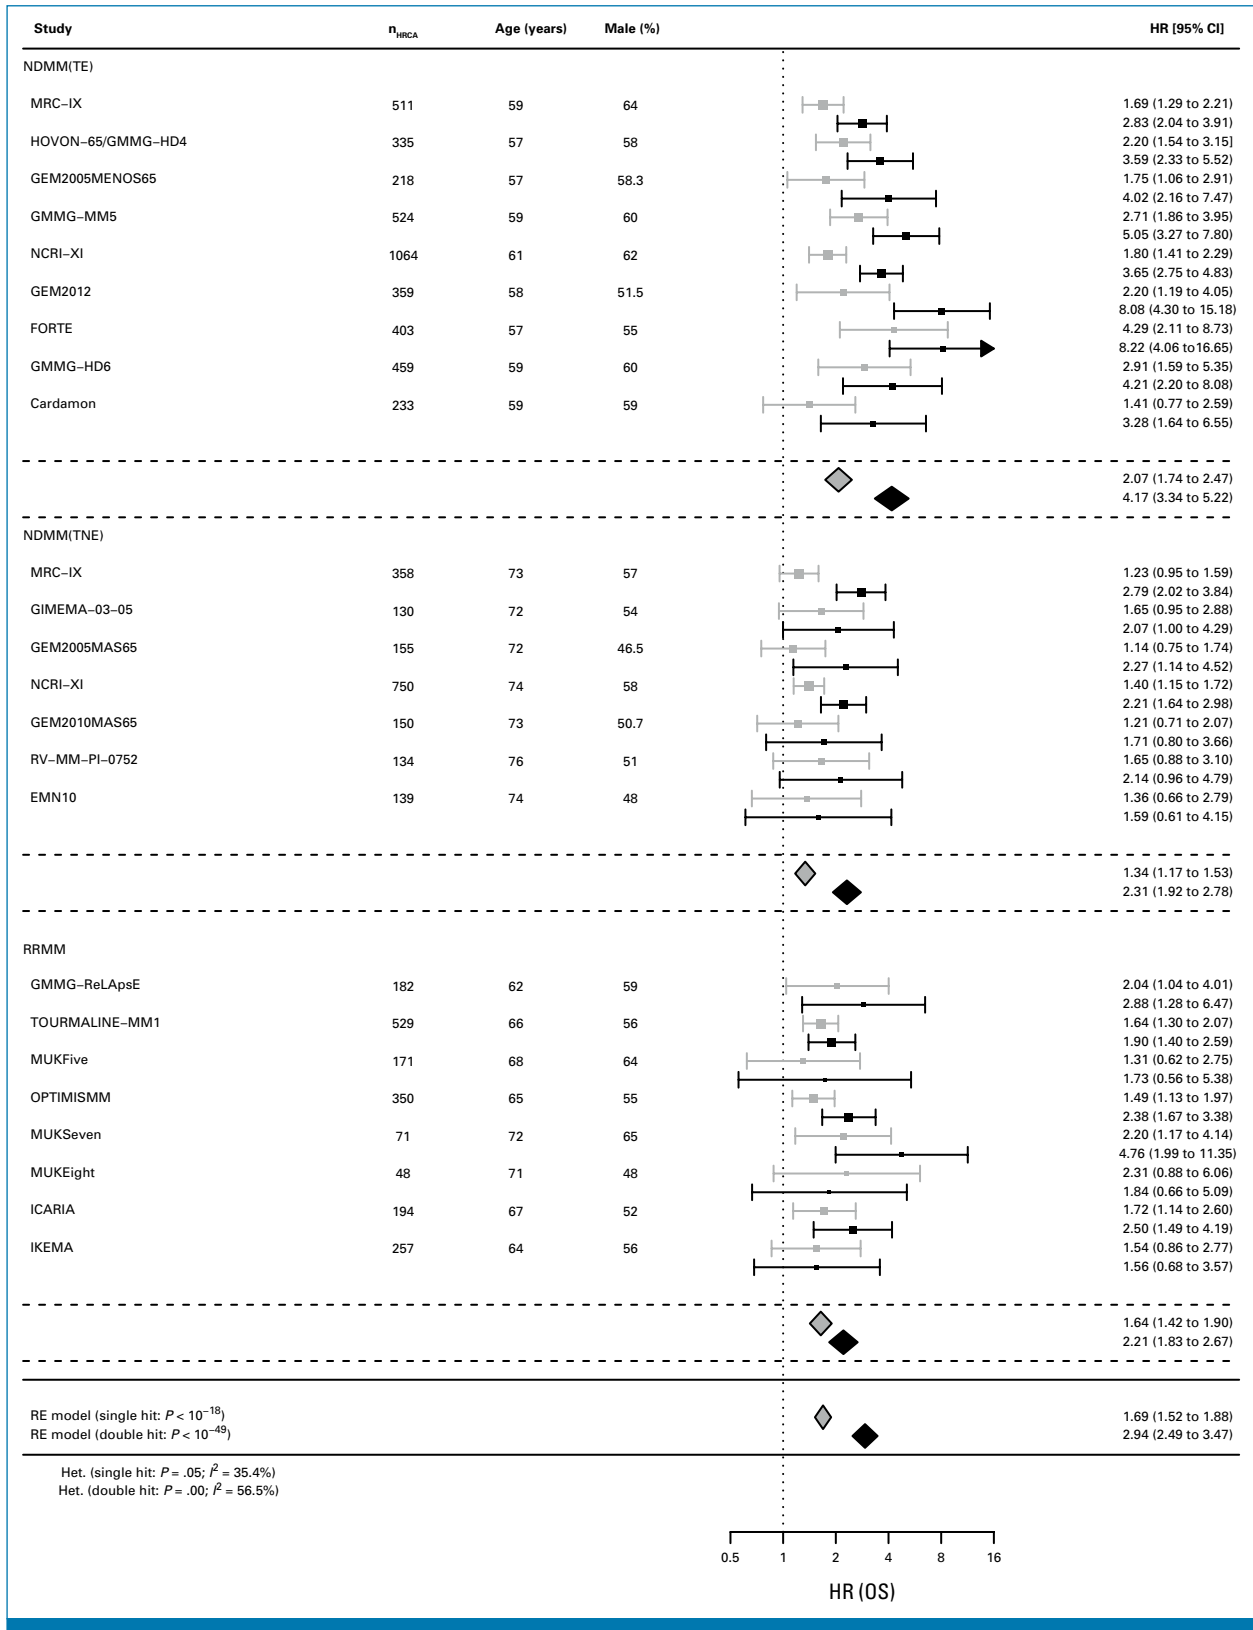 Study n_HRCA Age (years) Male (%) HR [95% CI]
NDMM(TE)
MRC–IX 511 59 64 1.69 (1.29 to 2.21)
2.83 (2.04 to 3.91)
HOVON–65/GMMG–HD4 335 57 58 2.20 (1.54 to 3.15]
3.59 (2.33 to 5.52)
GEM2005MENOS65 218 57 58.3 1.75 (1.06 to 2.91)
4.02 (2.16 to 7.47)
GMMG–MM5 524 59 60 2.71 (1.86 to 3.95)
5.05 (3.27 to 7.80)
NCRI–XI 1064 61 62 1.80 (1.41 to 2.29)
3.65 (2.75 to 4.83)
GEM2012 359 58 51.5 2.20 (1.19 to 4.05)
8.08 (4.30 to 15.18)
FORTE 403 57 55 4.29 (2.11 to 8.73)
8.22 (4.06 to16.65)
GMMG–HD6 459 59 60 2.91 (1.59 to 5.35)
4.21 (2.20 to 8.08)
Cardamon 233 59 59 1.41 (0.77 to 2.59)
3.28 (1.64 to 6.55)
2.07 (1.74 to 2.47)
4.17 (3.34 to 5.22)
NDMM(TNE)
MRC–IX 358 73 57 1.23 (0.95 to 1.59)
2.79 (2.02 to 3.84)
GIMEMA–03–05 130 72 54 1.65 (0.95 to 2.88)
2.07 (1.00 to 4.29)
GEM2005MAS65 155 72 46.5 1.14 (0.75 to 1.74)
2.27 (1.14 to 4.52)
NCRI–XI 750 74 58 1.40 (1.15 to 1.72)
2.21 (1.64 to 2.98)
GEM2010MAS65 150 73 50.7 1.21 (0.71 to 2.07)
1.71 (0.80 to 3.66)
RV–MM–PI–0752 134 76 51 1.65 (0.88 to 3.10)
2.14 (0.96 to 4.79)
EMN10 139 74 48 1.36 (0.66 to 2.79)
1.59 (0.61 to 4.15)
1.34 (1.17 to 1.53)
2.31 (1.92 to 2.78)
RRMM
GMMG–ReLApsE 182 62 59 2.04 (1.04 to 4.01)
2.88 (1.28 to 6.47)
TOURMALINE–MM1 529 66 56 1.64 (1.30 to 2.07)
1.90 (1.40 to 2.59)
MUKFive 171 68 64 1.31 (0.62 to 2.75)
1.73 (0.56 to 5.38)
OPTIMISMM 350 65 55 1.49 (1.13 to 1.97)
2.38 (1.67 to 3.38)
MUKSeven 71 72 65 2.20 (1.17 to 4.14)
4.76 (1.99 to 11.35)
MUKEight 48 71 48 2.31 (0.88 to 6.06)
1.84 (0.66 to 5.09)
ICARIA 194 67 52 1.72 (1.14 to 2.60)
2.50 (1.49 to 4.19)
IKEMA 257 64 56 1.54 (0.86 to 2.77)
1.56 (0.68 to 3.57)
1.64 (1.42 to 1.90)
2.21 (1.83 to 2.67)
RE model (single hit: P < 10⁻¹⁸) 1.69 (1.52 to 1.88)
RE model (double hit: P < 10⁻⁴⁹) 2.94 (2.49 to 3.47)
Het. (single hit: P = .05; I² = 35.4%)
Het. (double hit: P = .00; I² = 56.5%)
0.5 1 2 4 8 16
HR (OS)